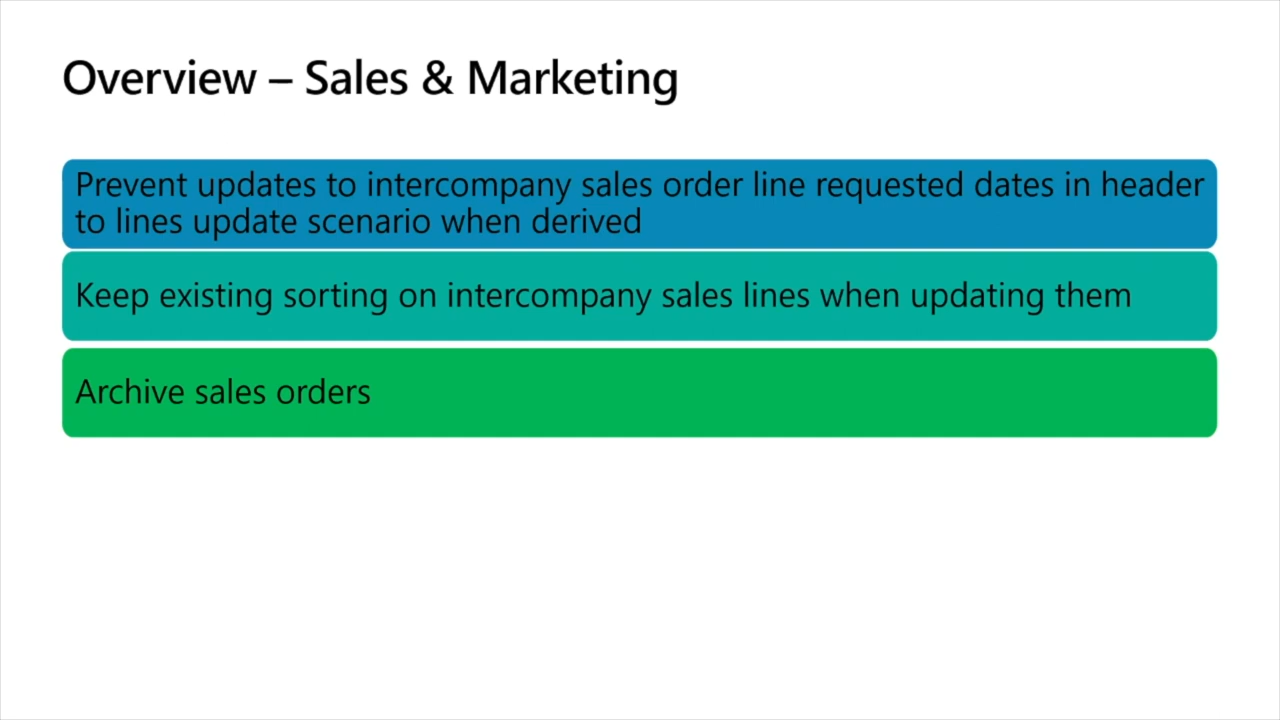 Overview – Sales & Marketing
Prevent updates to intercompany sales order line requested dates in header
to lines update scenario when derived
Keep existing sorting on intercompany sales lines when updating them
Archive sales orders